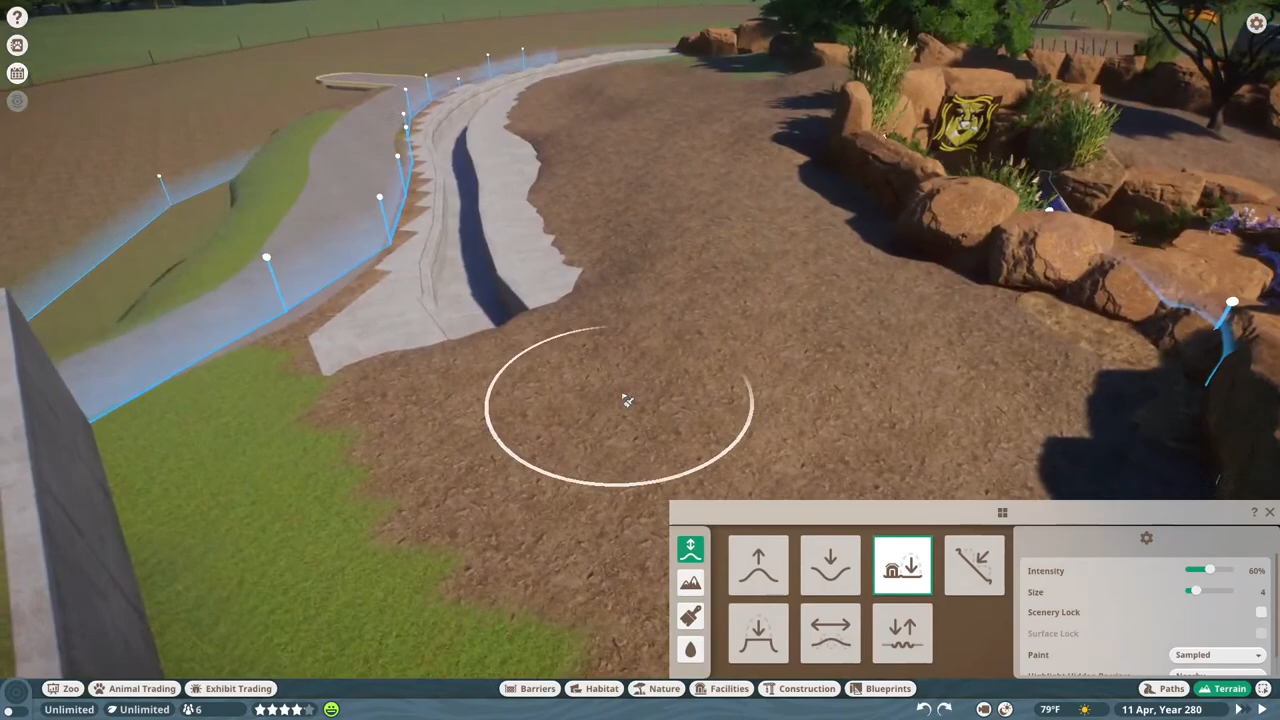 ?
? 
Intensity 60%
Size 4
Scenery Lock
Surface Lock
Paint Sampled
Zoo Animal Trading Exhibit Trading Barriers Habitat Nature Facilities Construction Blueprints Paths Terrain
Unlimited Unlimited 6 79°F 11 Apr, Year 280